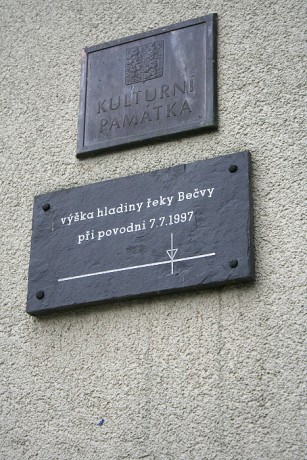 KULTURNÍ
PAMÁTKA
výška hladiny řeky Bečvy
při povodni 7.7.1997